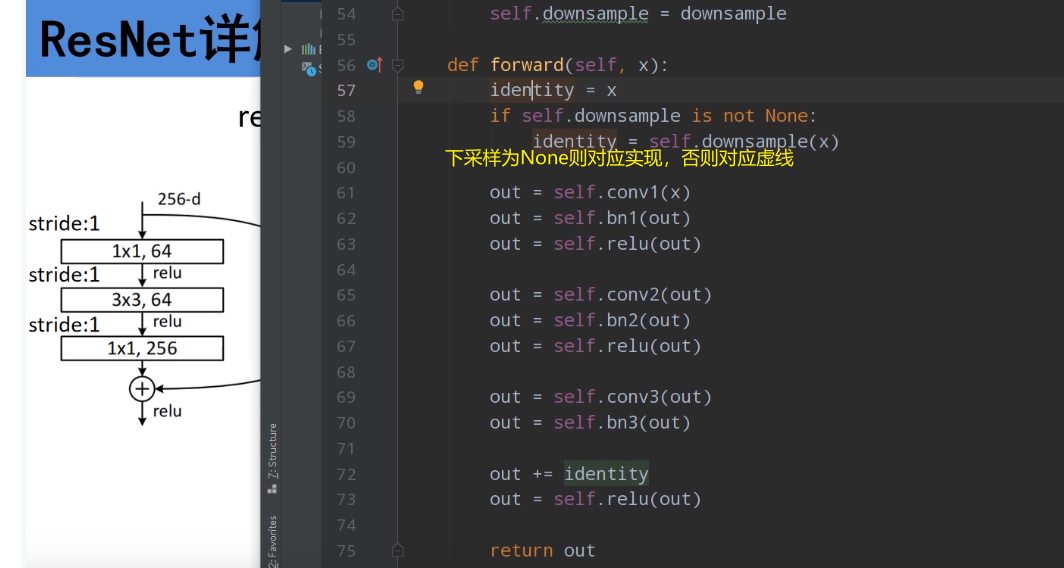 ResNet详
re
256-d
stride:1
1x1, 64
relu
stride:1
3x3, 64
relu
stride:1
1x1, 256
relu
7: Structure
2: Favorites
54 self.downsample = downsample
55
56 def forward(self, x):
57 identity = x
58 if self.downsample is not None:
59 identity = self.downsample(x)
下采样为None则对应实现，否则对应虚线
60
61 out = self.conv1(x)
62 out = self.bn1(out)
63 out = self.relu(out)
64
65 out = self.conv2(out)
66 out = self.bn2(out)
67 out = self.relu(out)
68
69 out = self.conv3(out)
70 out = self.bn3(out)
71
72 out += identity
73 out = self.relu(out)
74
75 return out